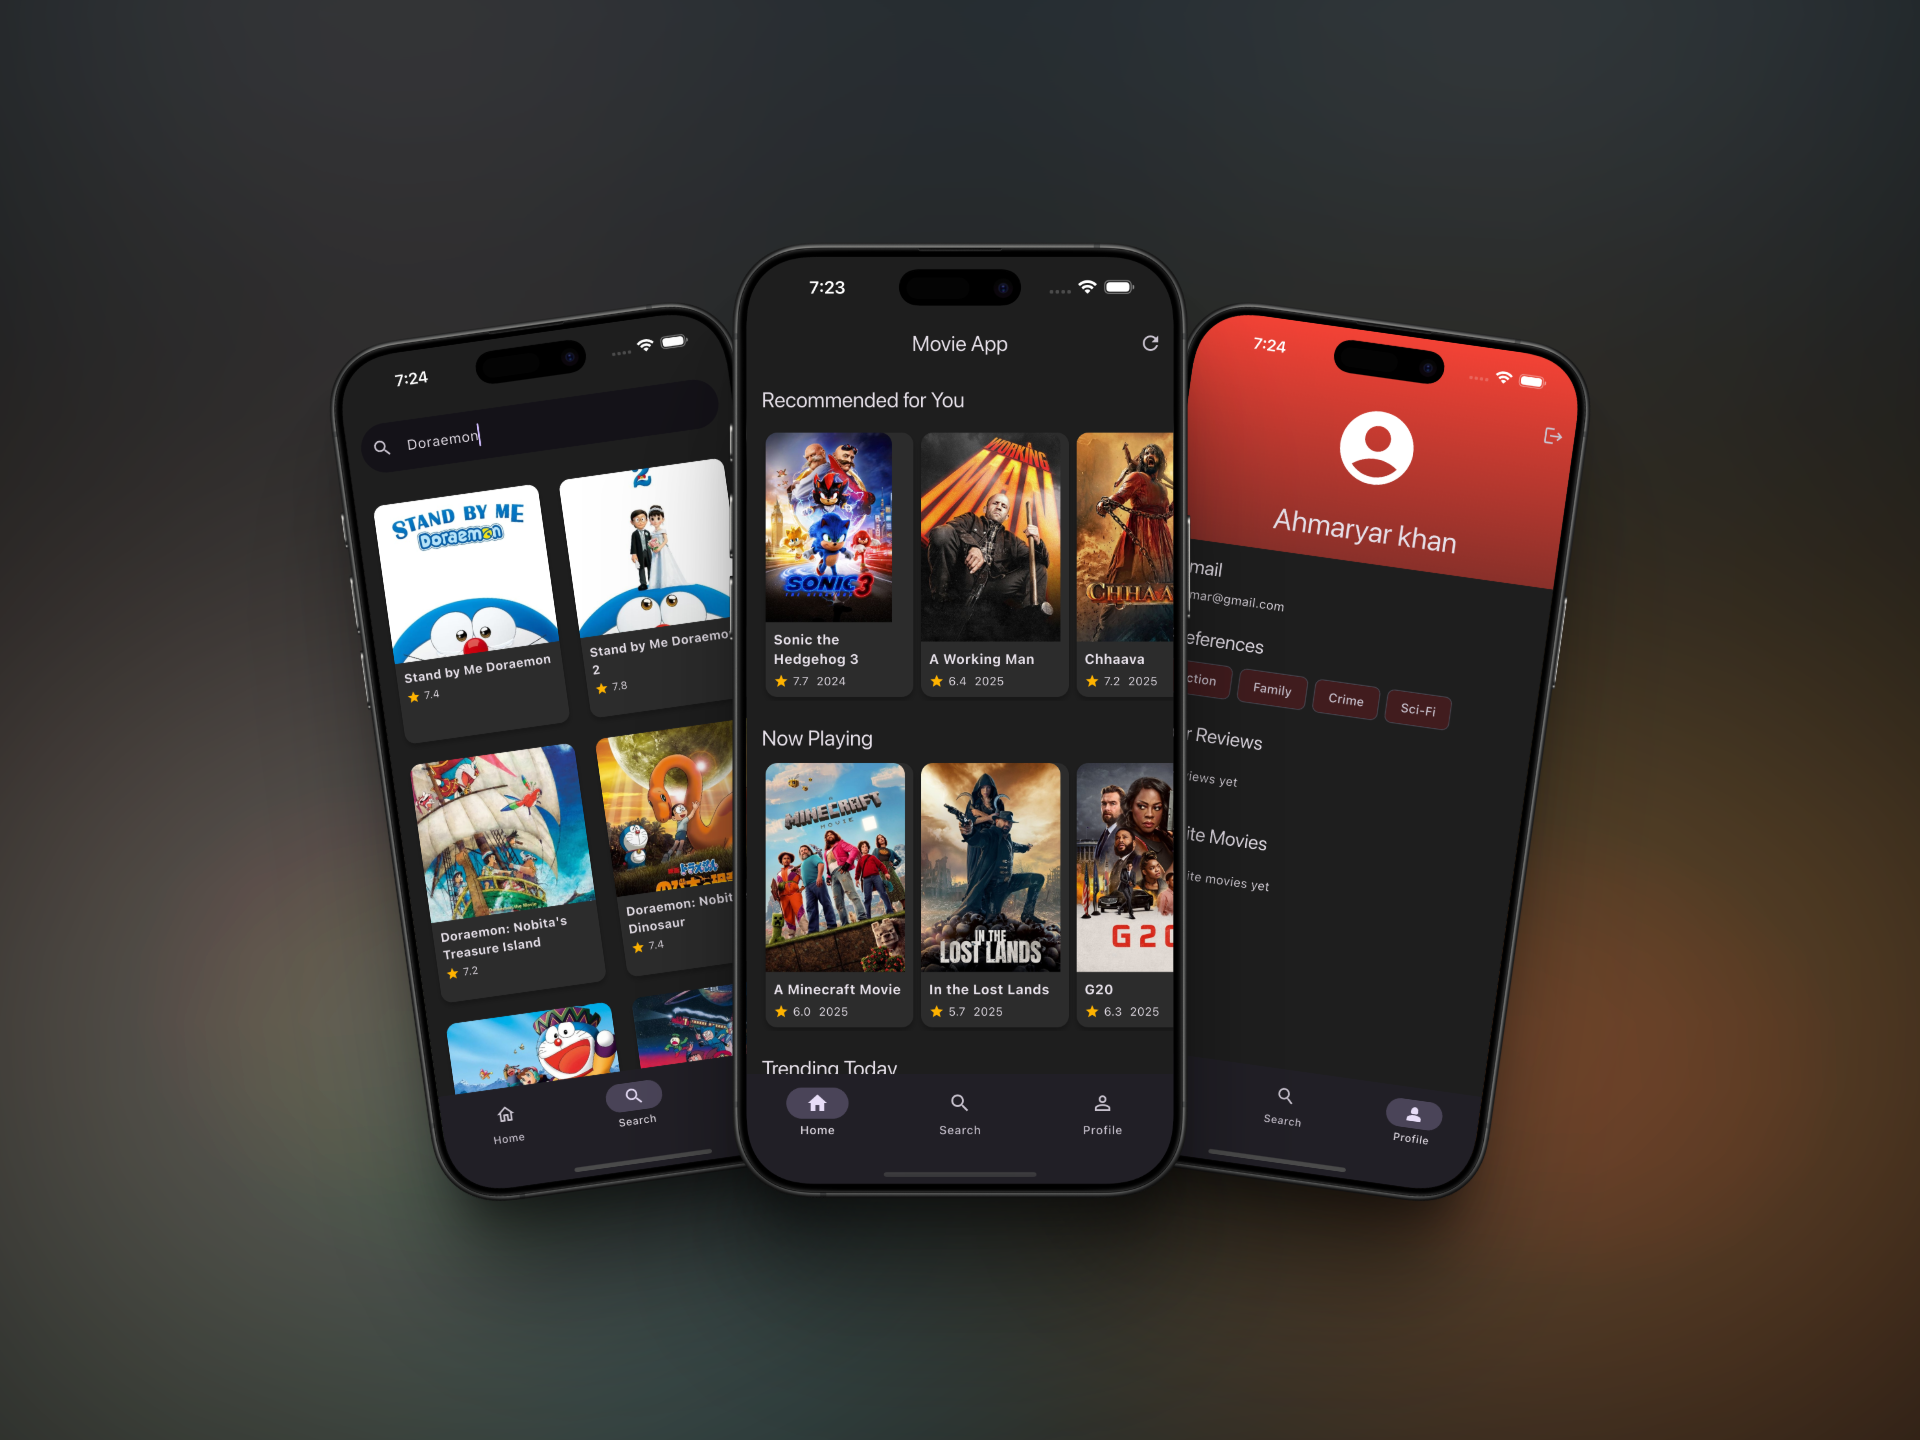 7:24
Doraemon
STAND BY ME
Doraemon
2
Stand by Me Doraemon
7.4
Stand by Me Doraemo
2
7.8
Doraemon: Nobita's
Treasure Island
7.2
Doraemon: Nobit
Dinosaur
7.4
Home
Search
7:23
Movie App
Recommended for You
SONIC 3
THE HEDGEHOG
Sonic the
Hedgehog 3
7.7 2024
WORKING
MAN
A Working Man
6.4 2025
CHHAA
Chhaava
7.2 2025
Now Playing
A
MINECRAFT
MOVIE
A Minecraft Movie
6.0 2025
IN THE
LOST LANDS
In the Lost Lands
5.7 2025
G20
G20
6.3 2025
Trending Today
Home
Search
Profile
7:24
Ahmaryar khan
mail
mar@gmail.com
eferences
ction
Family
Crime
Sci-Fi
r Reviews
iews yet
ite Movies
ite movies yet
Search
Profile